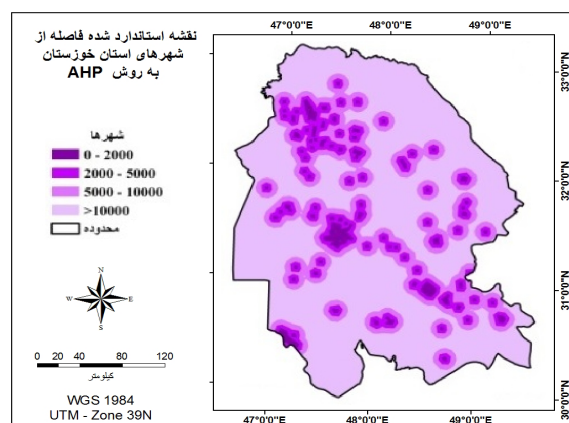 نقشه استاندارد شده فاصله از
شهرهای استان خوزستان
به روش AHP
شهرها
0 - 2000
2000 - 5000
5000 - 10000
>10000
محدوده
N
W E
S
0 20 40 80 120
کیلومتر
WGS 1984
UTM - Zone 39N
47°0'0"E 48°0'0"E 49°0'0"E
33°0'0"N
32°0'0"N
31°0'0"N
30°0'0"N
47°0'0"E 48°0'0"E 49°0'0"E